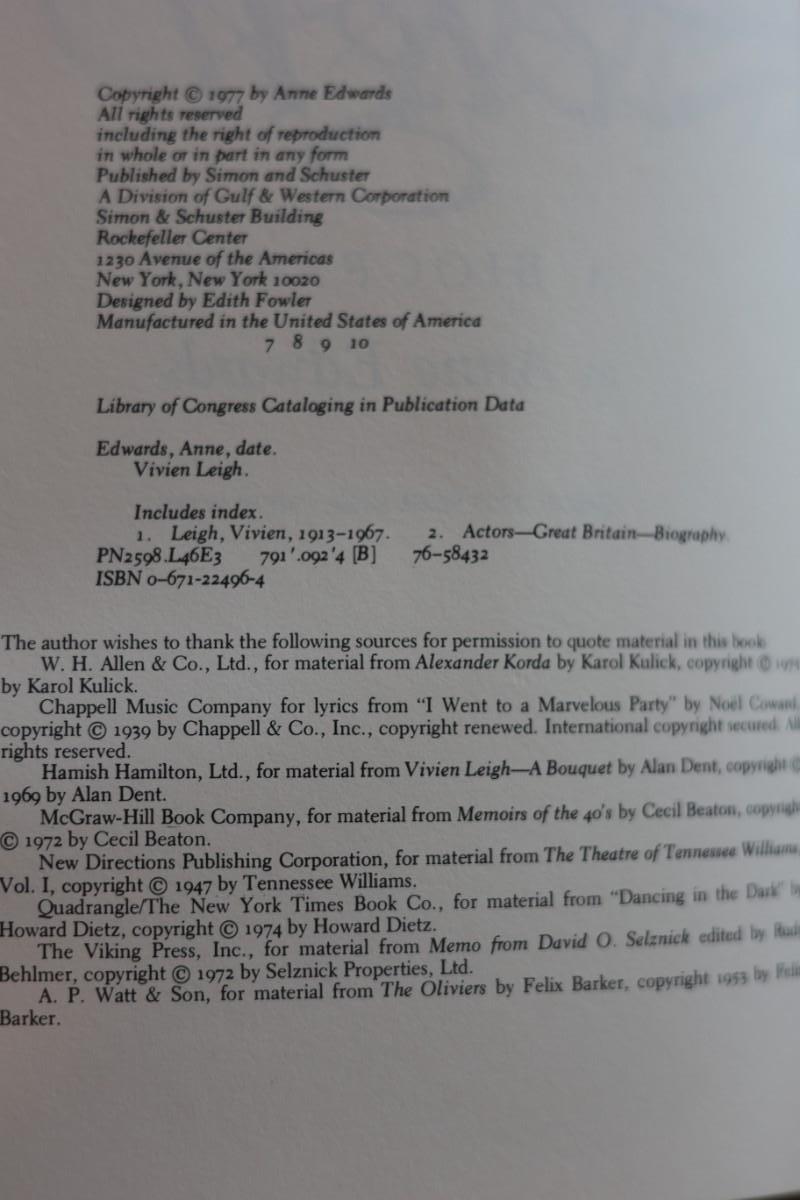 Copyright © 1977 by Anne Edwards
All rights reserved
including the right of reproduction
in whole or in part in any form
Published by Simon and Schuster
A Division of Gulf & Western Corporation
Simon & Schuster Building
Rockefeller Center
1230 Avenue of the Americas
New York, New York 10020
Designed by Edith Fowler
Manufactured in the United States of America
7 8 9 10
Library of Congress Cataloging in Publication Data
Edwards, Anne, date.
Vivien Leigh.
Includes index.
1. Leigh, Vivien, 1913–1967. 2. Actors—Great Britain—Biography.
PN2598.L46E3 791'.092'4 [B] 76-58432
ISBN 0-671-22496-4
The author wishes to thank the following sources for permission to quote material in this book
W. H. Allen & Co., Ltd., for material from Alexander Korda by Karol Kulick, copyright ©
by Karol Kulick.
Chappell Music Company for lyrics from “I Went to a Marvelous Party” by Noel Coward,
copyright © 1939 by Chappell & Co., Inc., copyright renewed. International copyright secured. All
rights reserved.
Hamish Hamilton, Ltd., for material from Vivien Leigh—A Bouquet by Alan Dent, copyright ©
1969 by Alan Dent.
McGraw-Hill Book Company, for material from Memoirs of the 40's by Cecil Beaton, copyright
© 1972 by Cecil Beaton.
New Directions Publishing Corporation, for material from The Theatre of Tennessee Williams,
Vol. I, copyright © 1947 by Tennessee Williams.
Quadrangle/The New York Times Book Co., for material from “Dancing in the Dark” by
Howard Dietz, copyright © 1974 by Howard Dietz.
The Viking Press, Inc., for material from Memo from David O. Selznick edited by
Behlmer, copyright © 1972 by Selznick Properties, Ltd.
A. P. Watt & Son, for material from The Oliviers by Felix Barker, copyright 1953 by Felix
Barker.